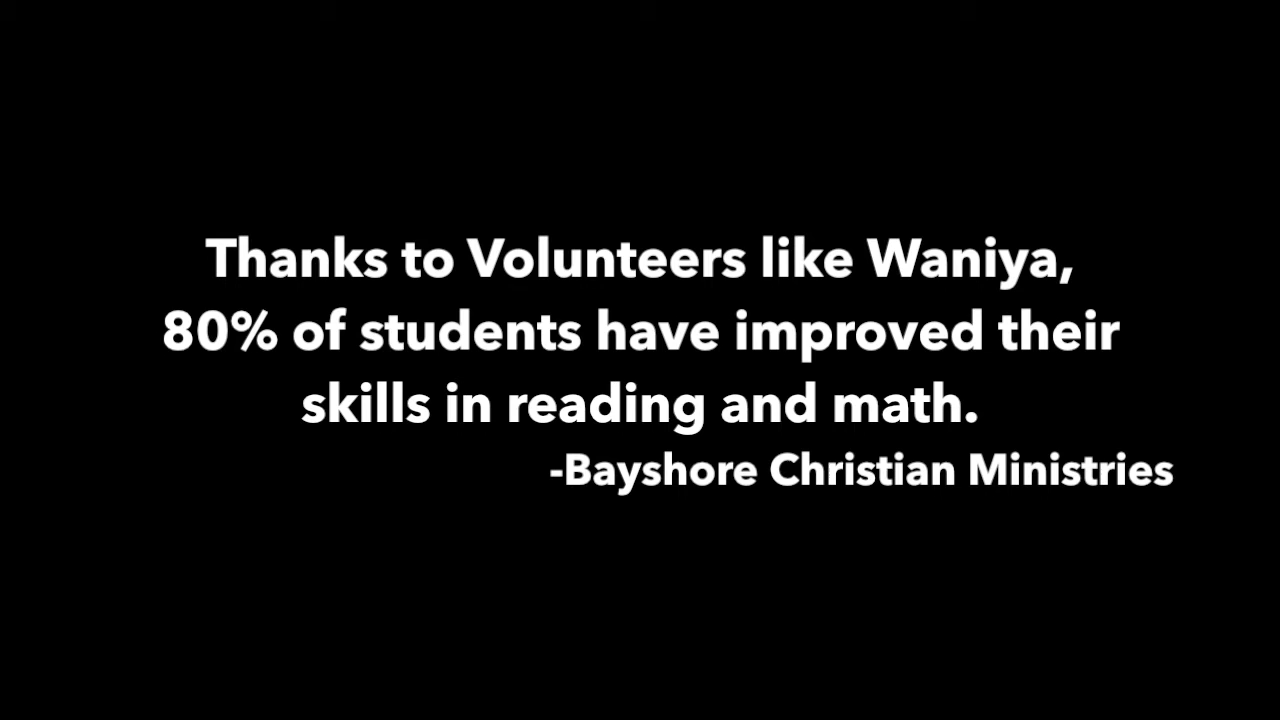 Thanks to Volunteers like Waniya,
80% of students have improved their
skills in reading and math.
-Bayshore Christian Ministries